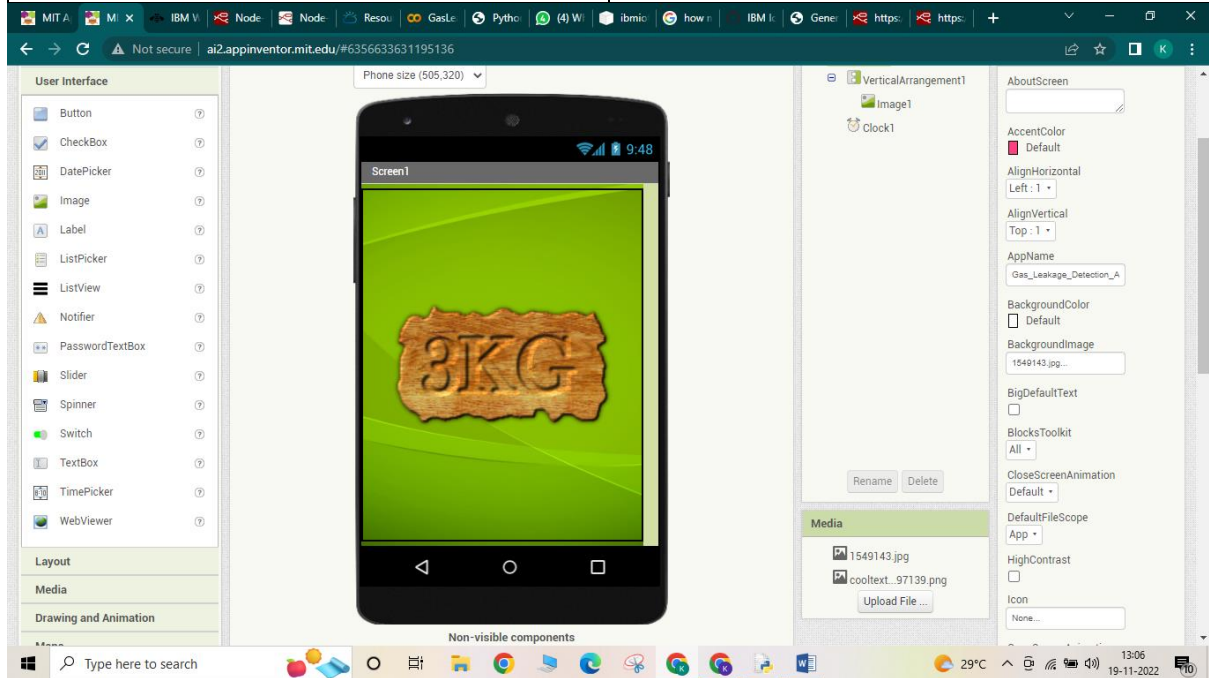 MIT A
MI
IBM W
Node-
Node-
Resou
GasLe
Pytho
(4) W
ibmio
how n
IBM Ic
Gener
https:
https:
Not secure | ai2.appinventor.mit.edu/#6356633631195136
K
User Interface
Button
CheckBox
DatePicker
Image
Label
ListPicker
ListView
Notifier
PasswordTextBox
Slider
Spinner
Switch
TextBox
TimePicker
WebViewer
Layout
Media
Drawing and Animation
Phone size (505,320)
9:48
Screen1
3KG
Non-visible components
VerticalArrangement1
Image1
Clock1
Rename Delete
Media
1549143.jpg
cooltext...97139.png
Upload File ...
AboutScreen
AccentColor
Default
AlignHorizontal
Left : 1
AlignVertical
Top : 1
AppName
Gas_Leakage_Detection_A
BackgroundColor
Default
BackgroundImage
1549143.jpg...
BigDefaultText
BlocksToolkit
All
CloseScreenAnimation
Default
DefaultFileScope
App
HighContrast
Icon
None...
Type here to search
29°C
13:06
19-11-2022
10